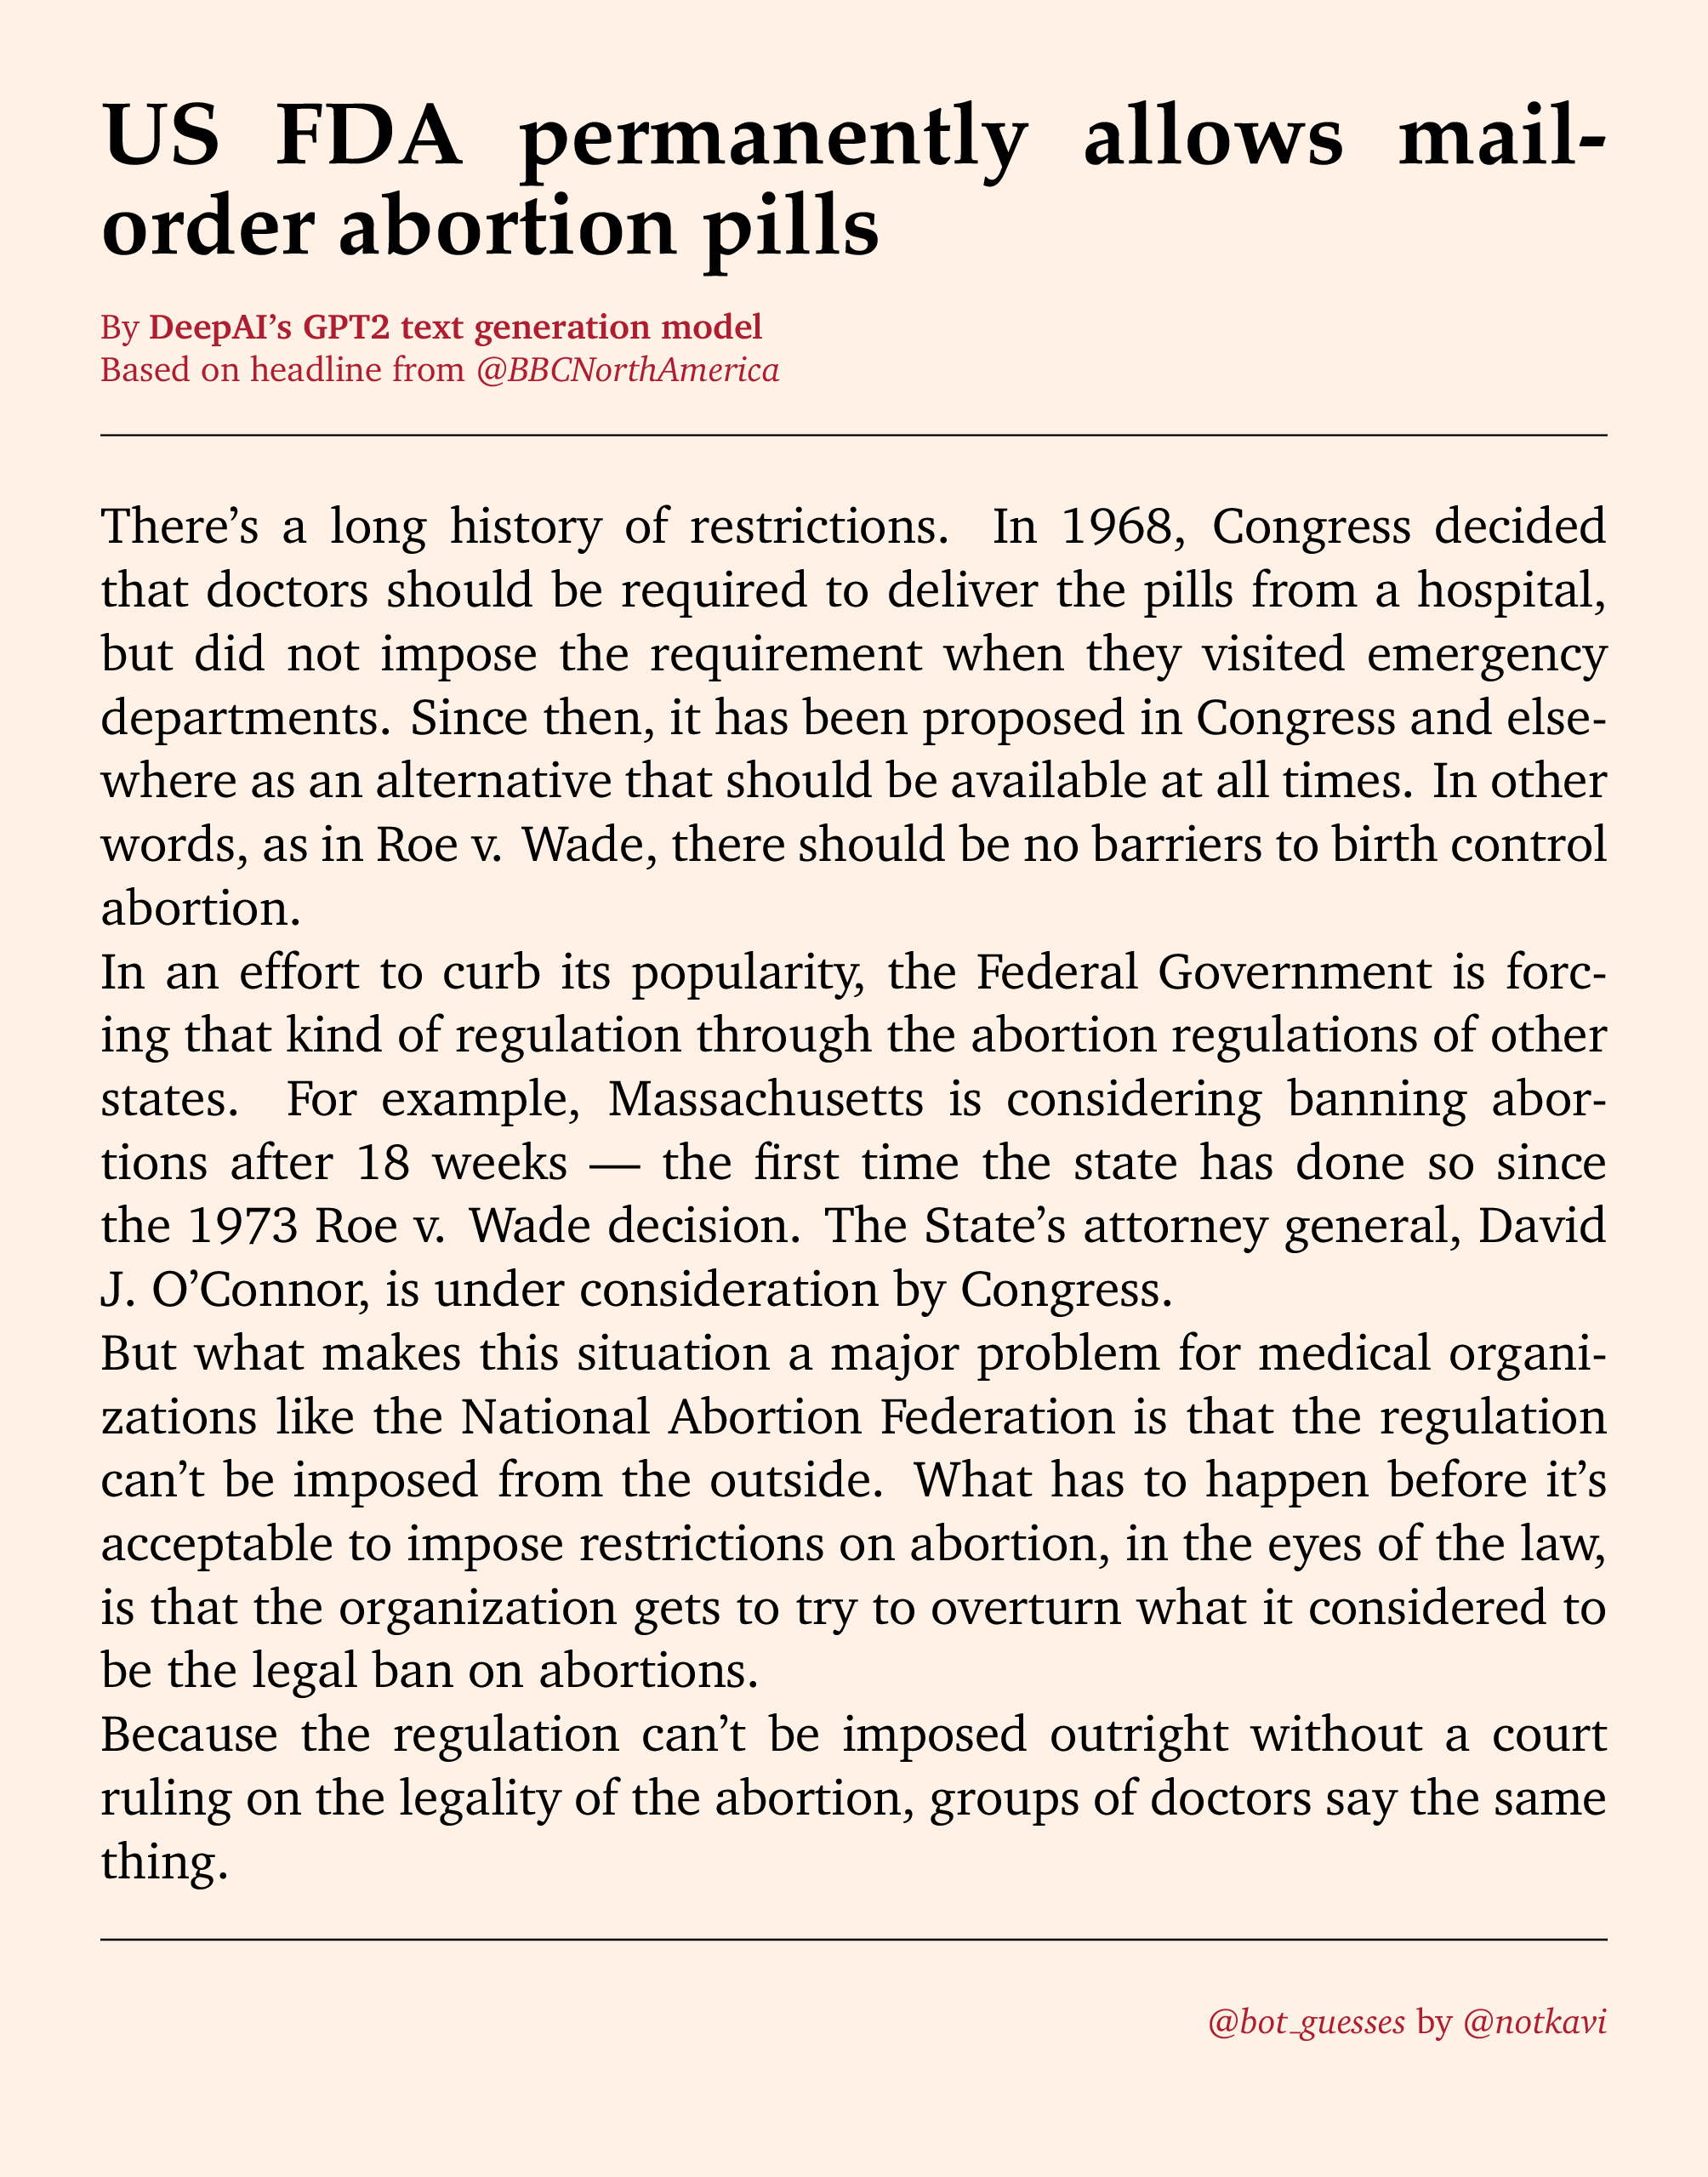 US FDA permanently allows mail-
order abortion pills
By DeepAI’s GPT2 text generation model
Based on headline from @BBCNorthAmerica
There’s a long history of restrictions. In 1968, Congress decided
that doctors should be required to deliver the pills from a hospital,
but did not impose the requirement when they visited emergency
departments. Since then, it has been proposed in Congress and else-
where as an alternative that should be available at all times. In other
words, as in Roe v. Wade, there should be no barriers to birth control
abortion.
In an effort to curb its popularity, the Federal Government is forc-
ing that kind of regulation through the abortion regulations of other
states. For example, Massachusetts is considering banning abor-
tions after 18 weeks — the first time the state has done so since
the 1973 Roe v. Wade decision. The State’s attorney general, David
J. O’Connor, is under consideration by Congress.
But what makes this situation a major problem for medical organi-
zations like the National Abortion Federation is that the regulation
can’t be imposed from the outside. What has to happen before it’s
acceptable to impose restrictions on abortion, in the eyes of the law,
is that the organization gets to try to overturn what it considered to
be the legal ban on abortions.
Because the regulation can’t be imposed outright without a court
ruling on the legality of the abortion, groups of doctors say the same
thing.
@bot_guesses by @notkavi